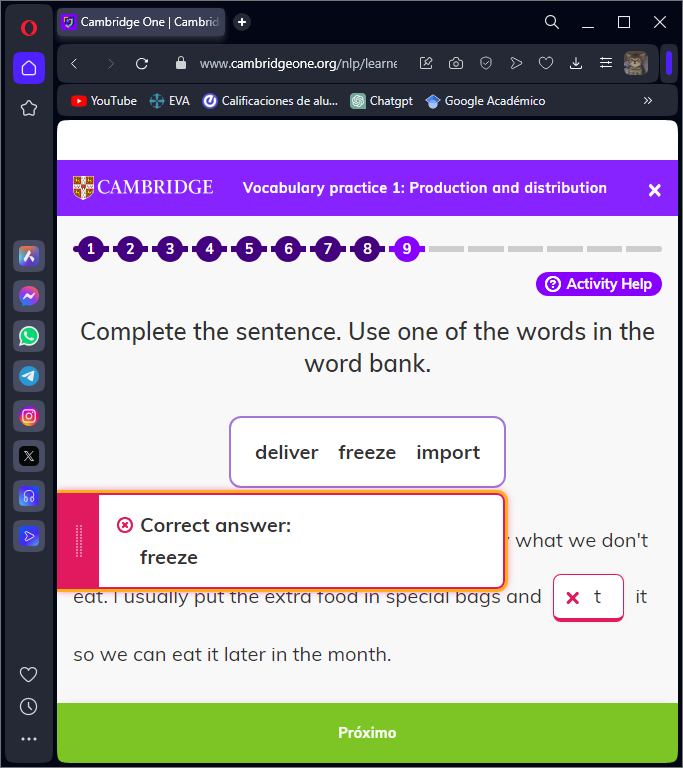 Cambridge One | Cambrid
www.cambridgeone.org/nlp/learne
YouTube EVA Calificaciones de alu... Chatgpt Google Académico
CAMBRIDGE Vocabulary practice 1: Production and distribution
1 2 3 4 5 6 7 8 9
Activity Help
Complete the sentence. Use one of the words in the
word bank.
deliver freeze import
Correct answer:
freeze
what we don't
eat. I usually put the extra food in special bags and t it
so we can eat it later in the month.
Próximo